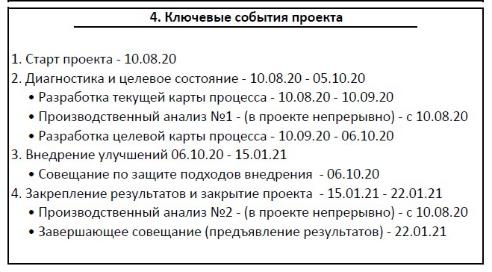 4. Ключевые события проекта
1. Старт проекта - 10.08.20
2. Диагностика и целевое состояние - 10.08.20 - 05.10.20
• Разработка текущей карты процесса - 10.08.20 - 10.09.20
• Производственный анализ №1 - (в проекте непрерывно) - с 10.08.20
• Разработка целевой карты процесса - 10.09.20 - 06.10.20
3. Внедрение улучшений 06.10.20 - 15.01.21
• Совещание по защите подходов внедрения - 06.10.20
4. Закрепление результатов и закрытие проекта - 15.01.21 - 22.01.21
• Производственный анализ №2 - (в проекте непрерывно) - с 10.08.20
• Завершающее совещание (предъявление результатов) - 22.01.21